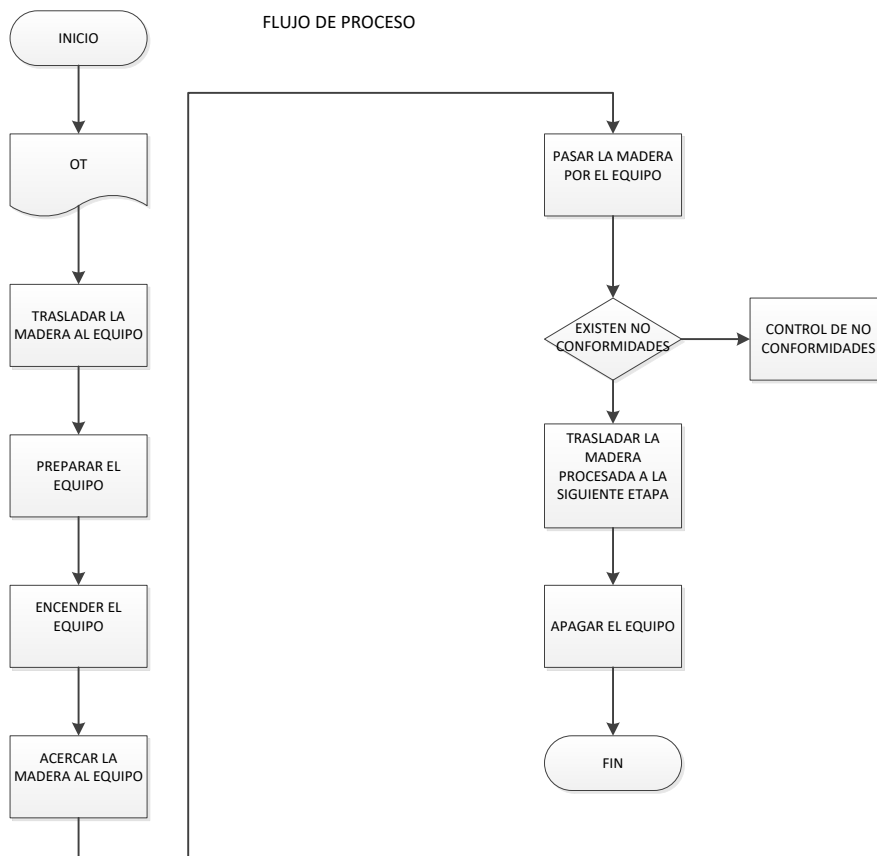 FLUJO DE PROCESO
INICIO
OT
TRASLADAR LA
MADERA AL EQUIPO
PREPARAR EL
EQUIPO
ENCENDER EL
EQUIPO
ACERCAR LA
MADERA AL EQUIPO
PASAR LA MADERA
POR EL EQUIPO
EXISTEN NO
CONFORMIDADES
CONTROL DE NO
CONFORMIDADES
TRASLADAR LA
MADERA
PROCESADA A LA
SIGUIENTE ETAPA
APAGAR EL EQUIPO
FIN